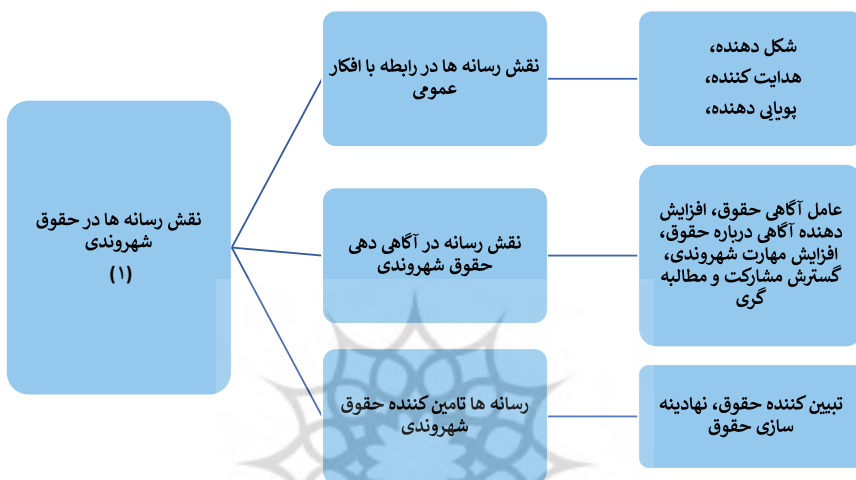 نقش رسانه ها در حقوق
شهروندی
(۱)
نقش رسانه ها در رابطه با افکار
عمومی
شکل دهنده،
هدایت کننده،
پویایی دهنده،
نقش رسانه در آگاهی دهی
حقوق شهروندی
عامل آگاهی حقوق، افزایش
دهنده آگاهی درباره حقوق،
افزایش مهارت شهروندی،
گسترش مشارکت و مطالبه
گری
رسانه ها تامین کننده حقوق
شهروندی
تبیین کننده حقوق، نهادینه
سازی حقوق